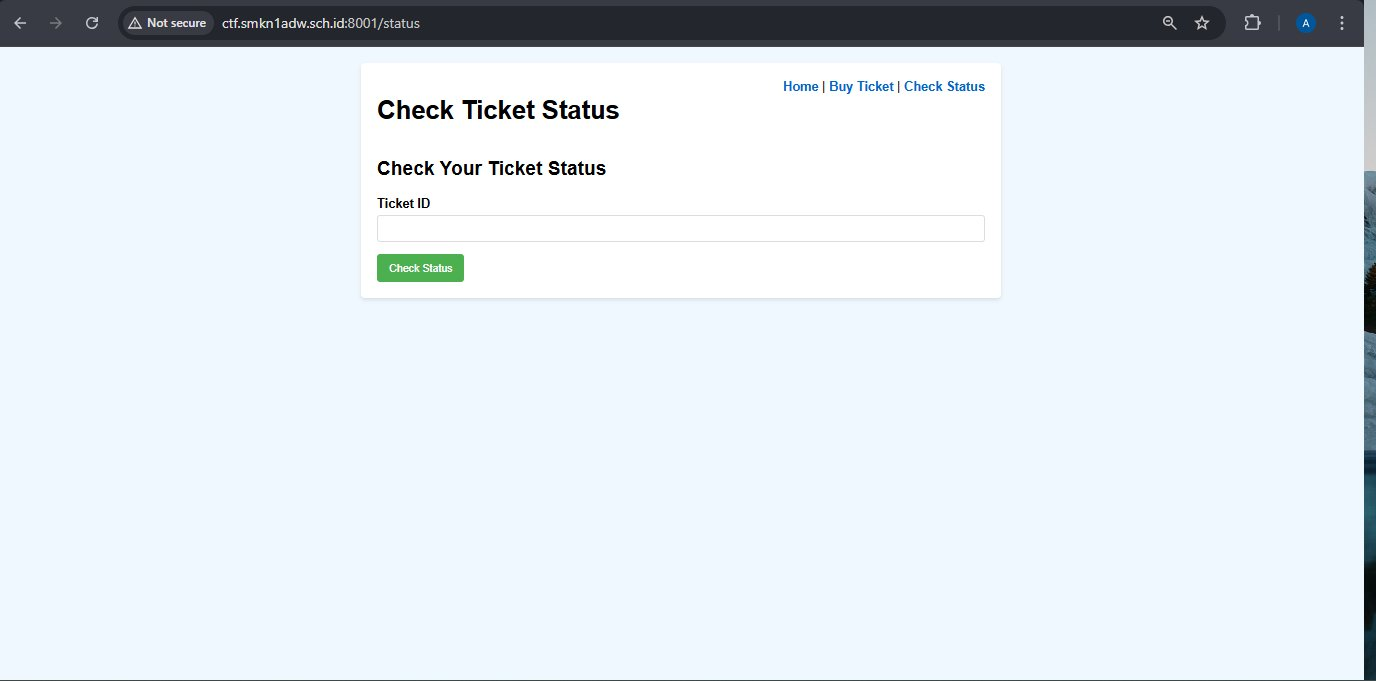 Not secure
ctf.smkn1adw.sch.id:8001/status
A
Home | Buy Ticket | Check Status
Check Ticket Status
Check Your Ticket Status
Ticket ID
Check Status